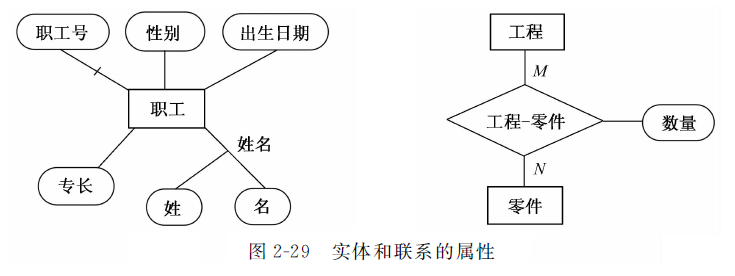 职工号
性别
出生日期
职工
专长
姓名
姓
名
工程
M
工程-零件
数量
N
零件
图 2-29 实体和联系的属性